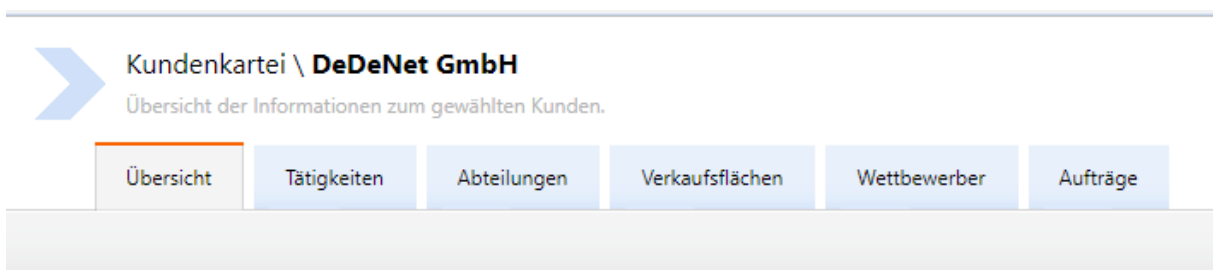 Kundenkartei \ DeDeNet GmbH
Übersicht der Informationen zum gewählten Kunden.
Übersicht Tätigkeiten Abteilungen Verkaufsflächen Wettbewerber Aufträge